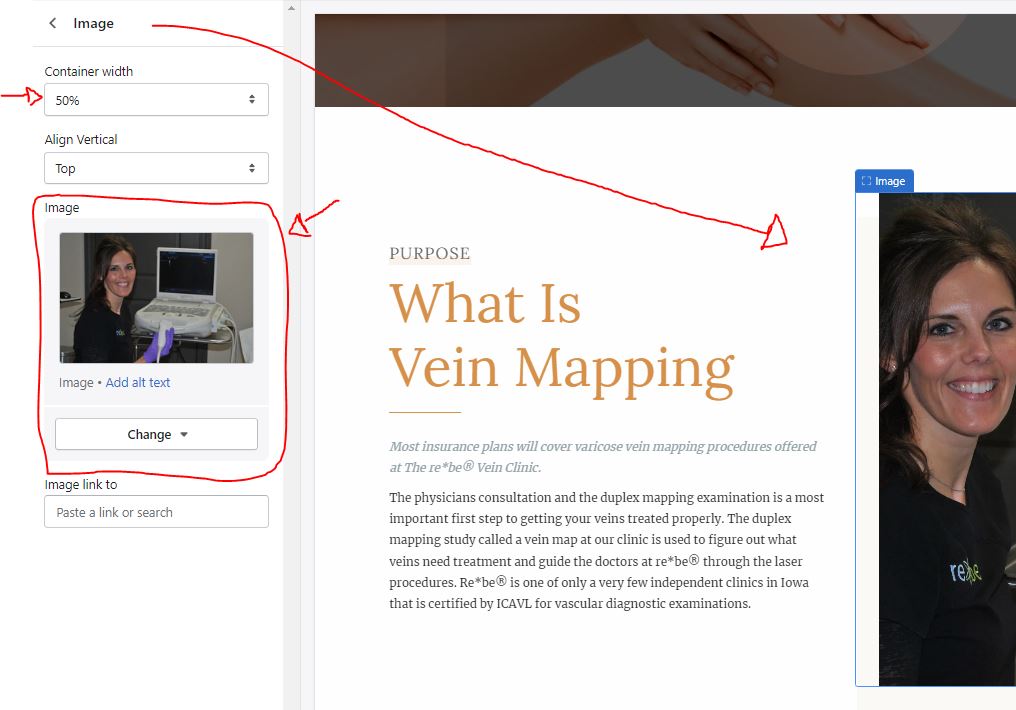 Image
Container width
50%
Align Vertical
Top
Image
Image • Add alt text
Change
Image link to
Paste a link or search
Image
PURPOSE
What Is
Vein Mapping
Most insurance plans will cover varicose vein mapping procedures offered
at The re*be® Vein Clinic.
The physicians consultation and the duplex mapping examination is a most
important first step to getting your veins treated properly. The duplex
mapping study called a vein map at our clinic is used to figure out what
veins need treatment and guide the doctors at re*be® through the laser
procedures. Re*be® is one of only a very few independent clinics in Iowa
that is certified by ICAVL for vascular diagnostic examinations.
re*be